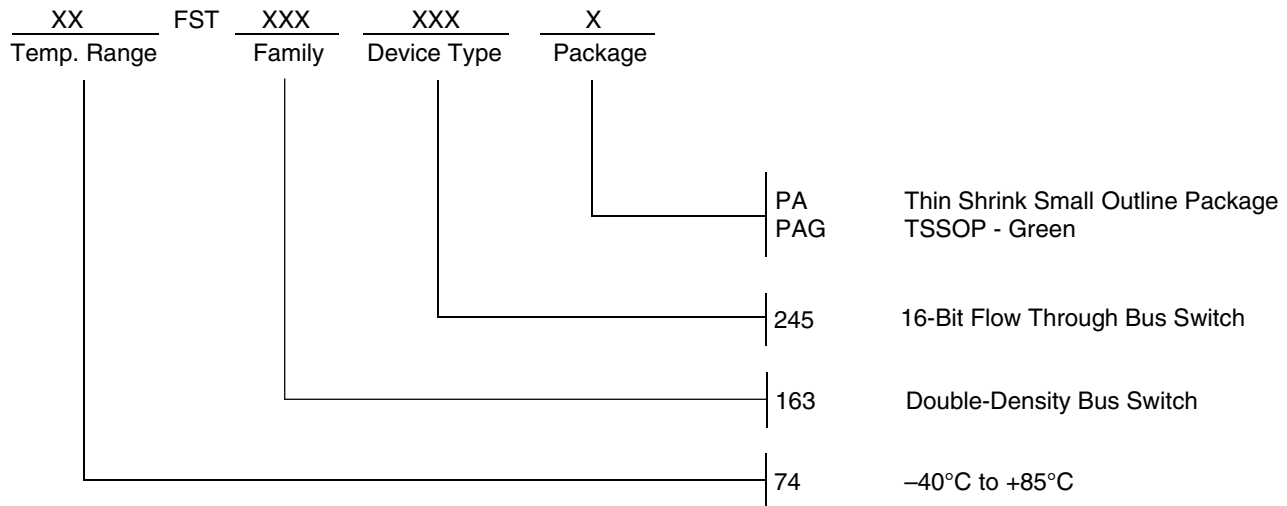 XX FST XXX XXX X
Temp. Range Family Device Type Package
PA Thin Shrink Small Outline Package
PAG TSSOP - Green
245 16-Bit Flow Through Bus Switch
163 Double-Density Bus Switch
74 –40°C to +85°C